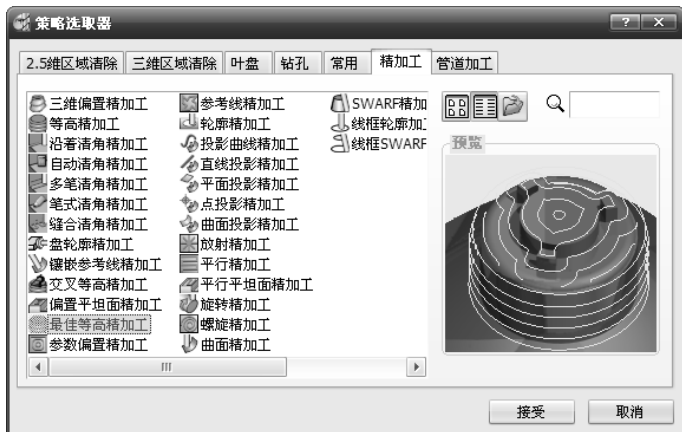 策略选取器
2.5维区域清除 三维区域清除 叶盘 钻孔 常用 精加工 管道加工
三维偏置精加工
等高精加工
沿着清角精加工
自动清角精加工
多笔清角精加工
笔式清角精加工
缝合清角精加工
盘轮廓精加工
镶嵌参考线精加工
交叉等高精加工
偏置平坦面精加工
最佳等高精加工
参数偏置精加工
参考线精加工
轮廓精加工
投影曲线精加工
直线投影精加工
平面投影精加工
点投影精加工
曲面投影精加工
放射精加工
平行精加工
平行平坦面精加工
旋转精加工
螺旋精加工
曲面精加工
SWARF精加
线框轮廓加
线框SWARF
预览
接受
取消